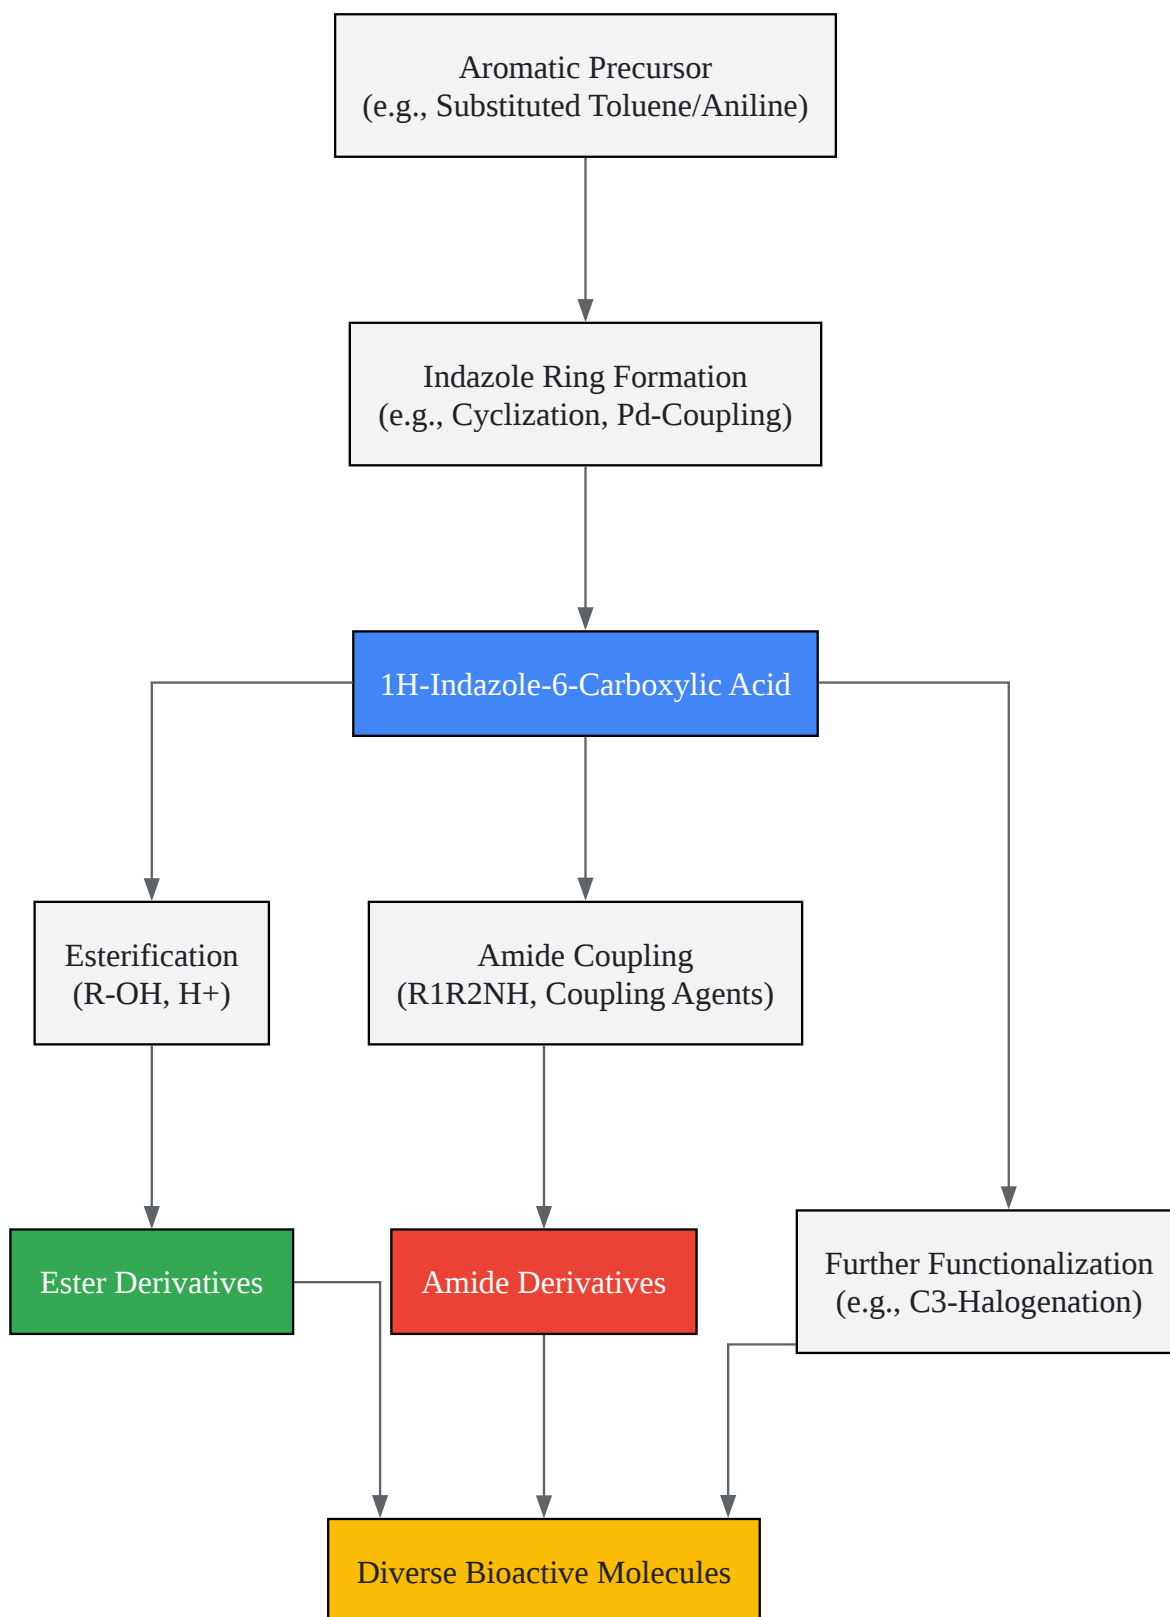 Aromatic Precursor
(e.g., Substituted Toluene/Aniline)
Indazole Ring Formation
(e.g., Cyclization, Pd-Coupling)
1H-Indazole-6-Carboxylic Acid
Esterification
(R-OH, H+)
Amide Coupling
(R1R2NH, Coupling Agents)
Ester Derivatives
Amide Derivatives
Further Functionalization
(e.g., C3-Halogenation)
Diverse Bioactive Molecules